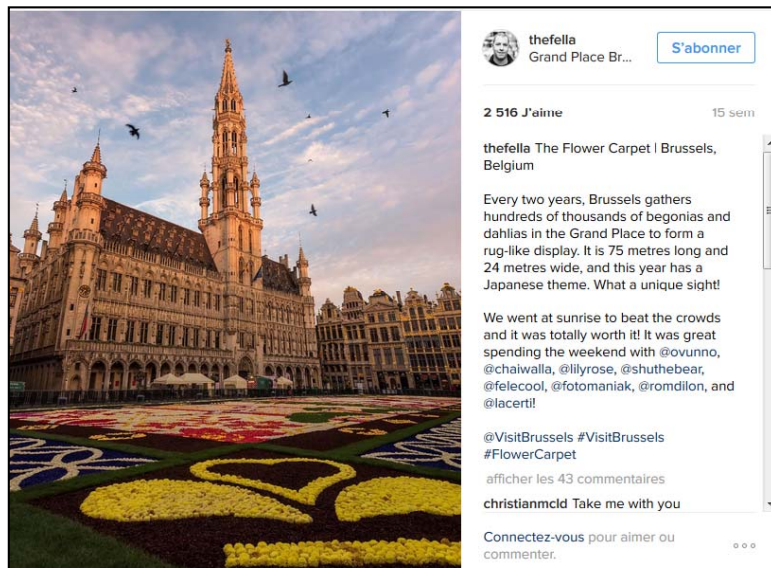 thefella
Grand Place Br...
S'abonner
2 516 J'aime
15 sem
thefella The Flower Carpet | Brussels,
Belgium
Every two years, Brussels gathers
hundreds of thousands of begonias and
dahlias in the Grand Place to form a
rug-like display. It is 75 metres long and
24 metres wide, and this year has a
Japanese theme. What a unique sight!
We went at sunrise to beat the crowds
and it was totally worth it! It was great
spending the weekend with @ovunno,
@chaiwalla, @lilyrose, @shuthebear,
@felecool, @fotomaniak, @romdilon, and
@lacerti!
@VisitBrussels #VisitBrussels
#FlowerCarpet
afficher les 43 commentaires
christianmcld Take me with you
Connectez-vous pour aimer ou
commenter.